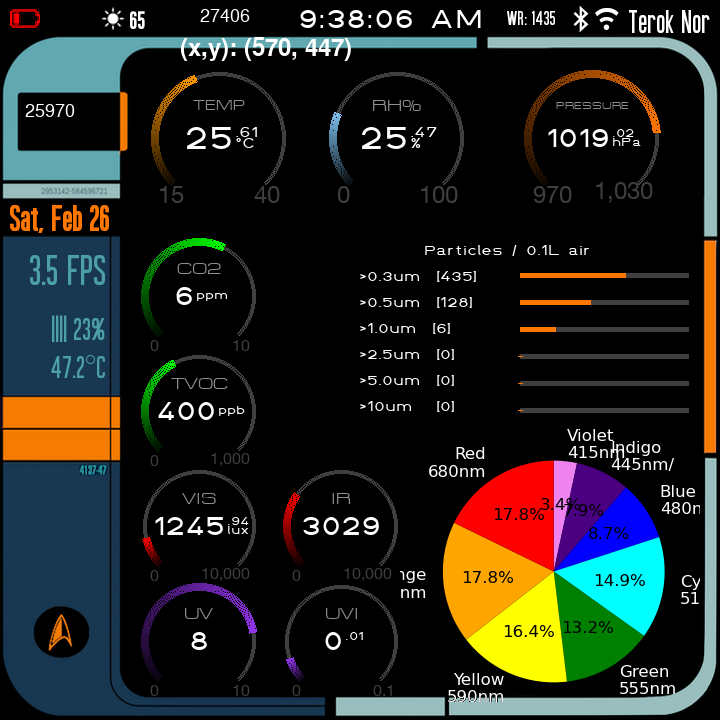 65
27406
9:38:06 AM
WR: 1435
Terok Nor
(x,y): (570, 447)
25970
2953142-584596721
Sat, Feb 26
3.5 FPS
23%
47.2°C
4137-47
TEMP
25.61 °C
15 40
RH%
25.47 %
0 100
PRESSURE
1019.02 hPa
970 1,030
CO2
6 ppm
0 10
TVOC
400 ppb
0 1,000
Particles / 0.1L air
>0.3um [435]
>0.5um [128]
>1.0um [6]
>2.5um [0]
>5.0um [0]
>10um [0]
VIS
1245.94 lux
0 10,000
IR
3029
0 10,000
UV
8
0 10
UVI
0.01
0 0.1
Violet
415nm
Indigo
445nm/
Blue
480n
Cy
51
Green
555nm
Yellow
590nm
nge
nm
Red
680nm
3.4%
7.9%
8.7%
14.9%
13.2%
16.4%
17.8%
17.8%